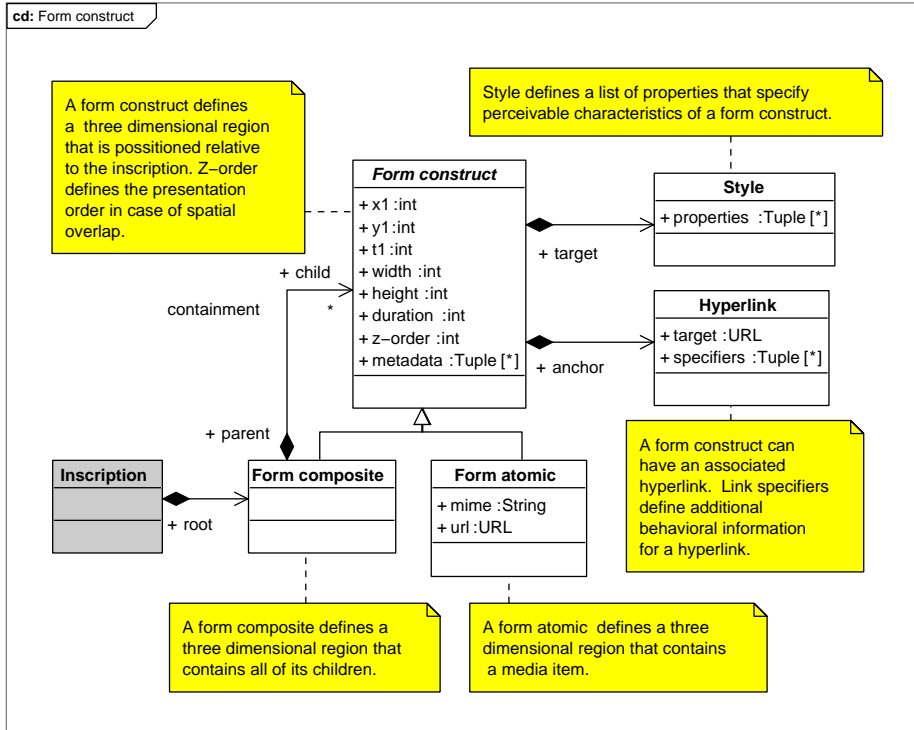 cd: Form construct
A form construct defines
a three dimensional region
that is possitioned relative
to the inscription. Z−order
defines the presentation
order in case of spatial
overlap.
Style defines a list of properties that specify
perceivable characteristics of a form construct.
Form construct
+ x1 :int
+ y1 :int
+ t1 :int
+ width :int
+ height :int
+ duration :int
+ z−order :int
+ metadata :Tuple [*]
Style
+ properties :Tuple [*]
+ target
+ child
containment
*
Hyperlink
+ target :URL
+ specifiers :Tuple [*]
+ anchor
+ parent
A form construct can
have an associated
hyperlink. Link specifiers
define additional
behavioral information
for a hyperlink.
Inscription
+ root
Form composite
Form atomic
+ mime :String
+ url :URL
A form composite defines a
three dimensional region that
contains all of its children.
A form atomic defines a three
dimensional region that contains
a media item.